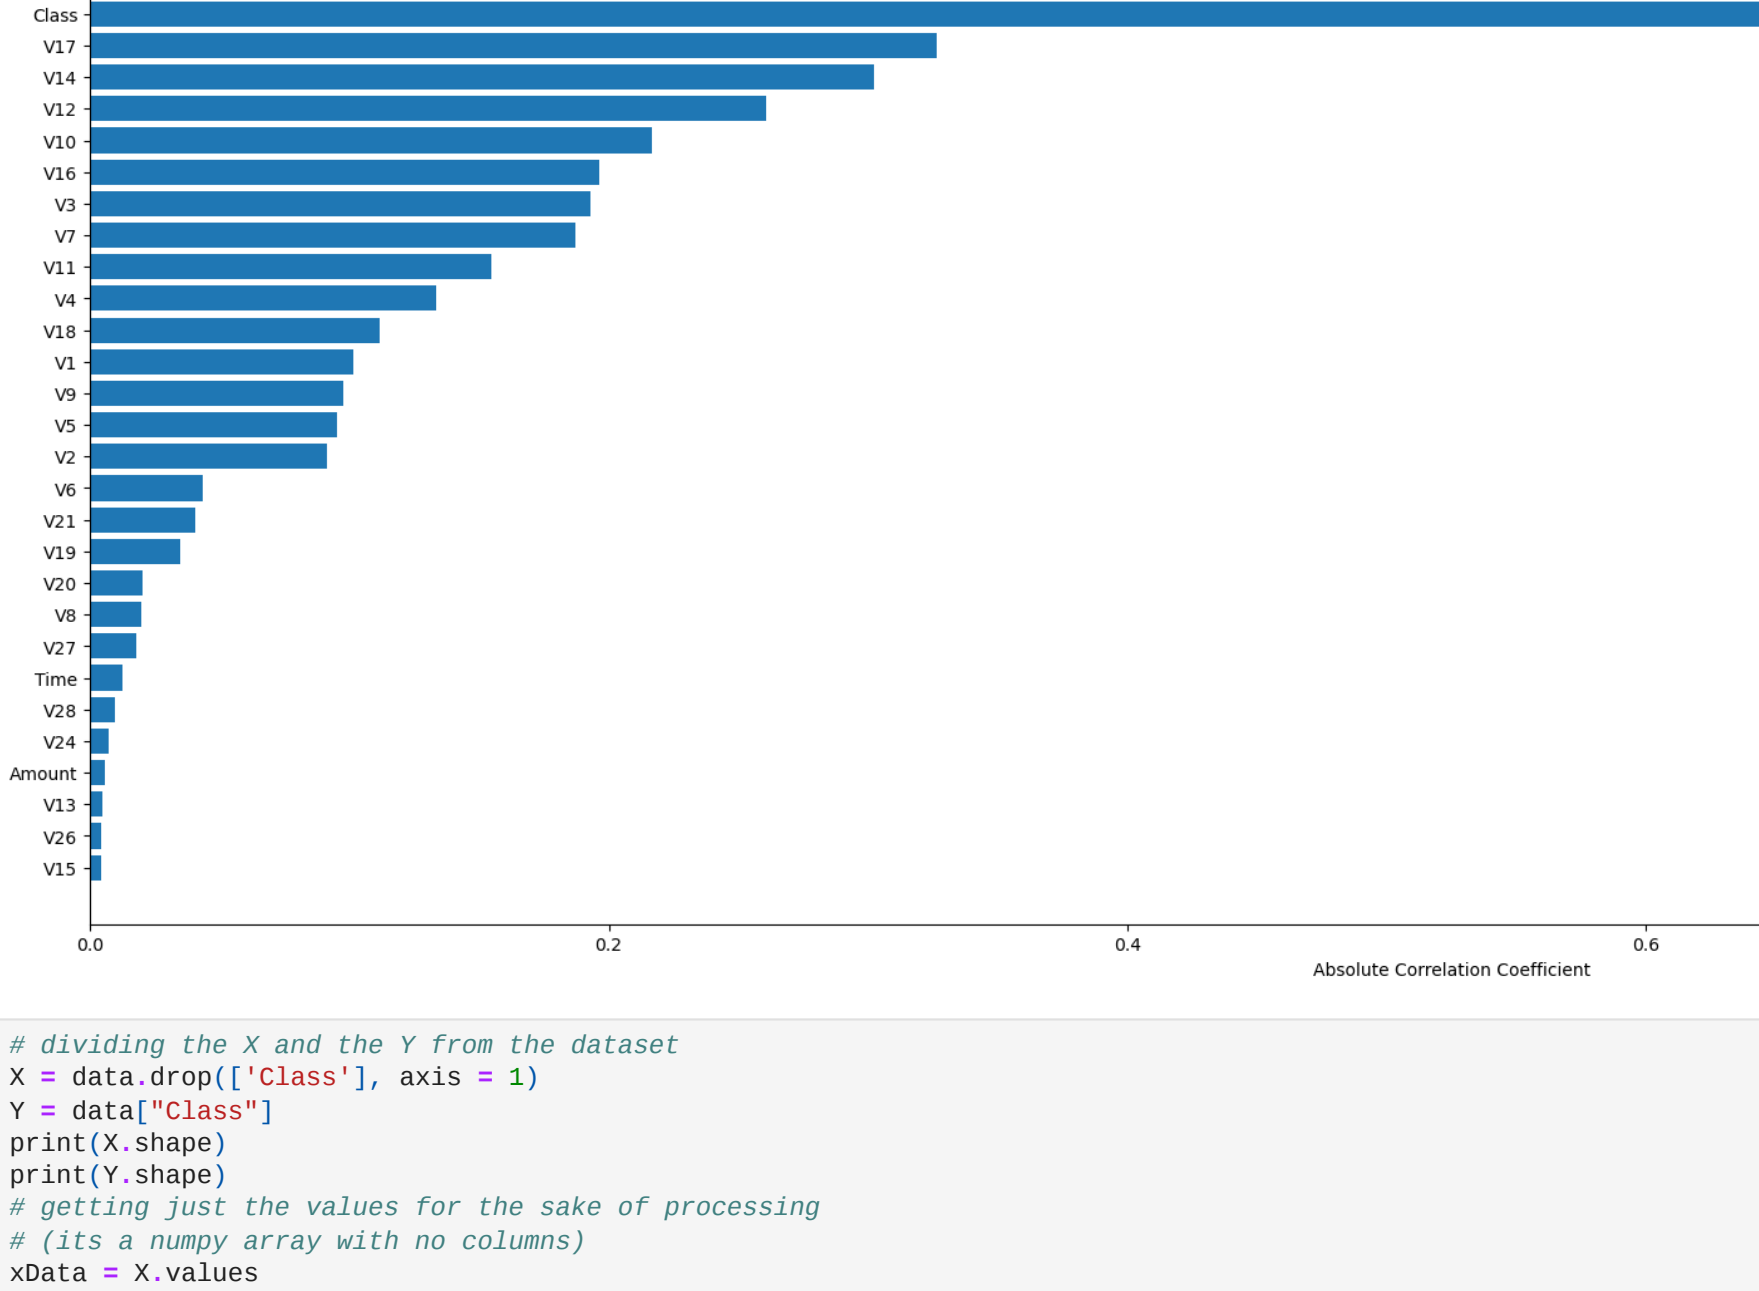 Class
V17
V14
V12
V10
V16
V3
V7
V11
V4
V18
V1
V9
V5
V2
V6
V21
V19
V20
V8
V27
Time
V28
V24
Amount
V13
V26
V15
0.0 0.2 0.4 0.6
Absolute Correlation Coefficient
# dividing the X and the Y from the dataset
X = data.drop(['Class'], axis = 1)
Y = data["Class"]
print(X.shape)
print(Y.shape)
# getting just the values for the sake of processing
# (its a numpy array with no columns)
xData = X.values